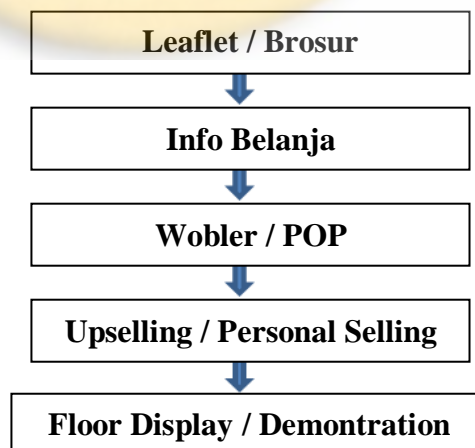 Leaflet / Brosur
Info Belanja
Wobler / POP
Upselling / Personal Selling
Floor Display / Demontration